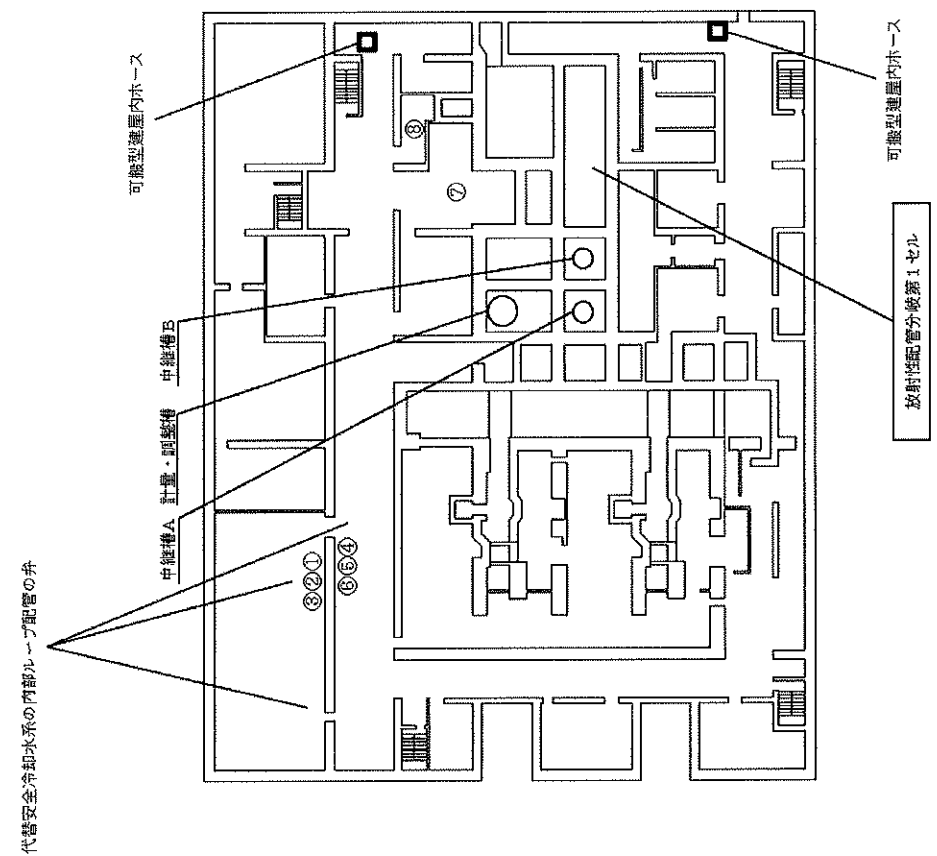 代替安全冷却水系の内部ループ配管の弁
中継槽A
計量・調整槽
中継槽B
可搬型建屋内ホース
③②①
⑥⑤④
⑦
⑧
放射性配管分岐第1セル
可搬型建屋内ホース